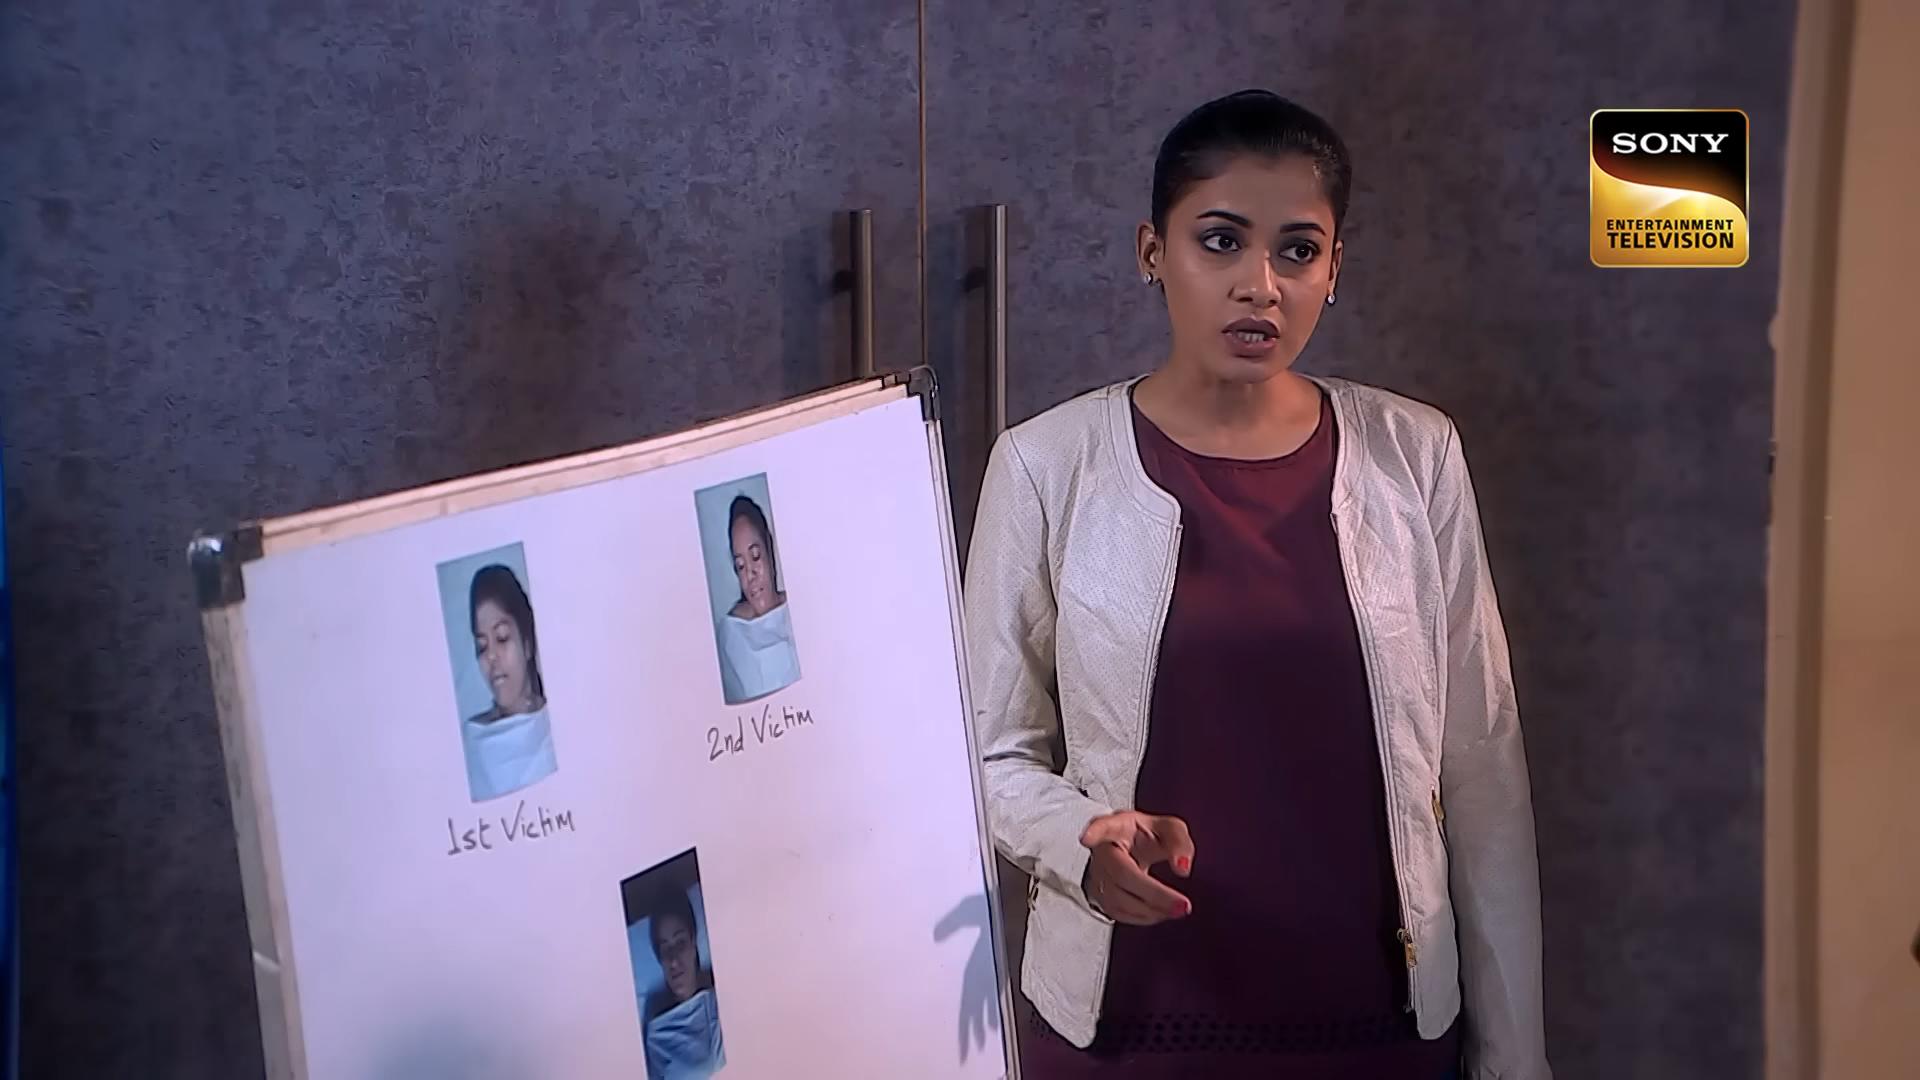 SONY
ENTERTAINMENT
TELEVISION
2nd Victim
1st Victim